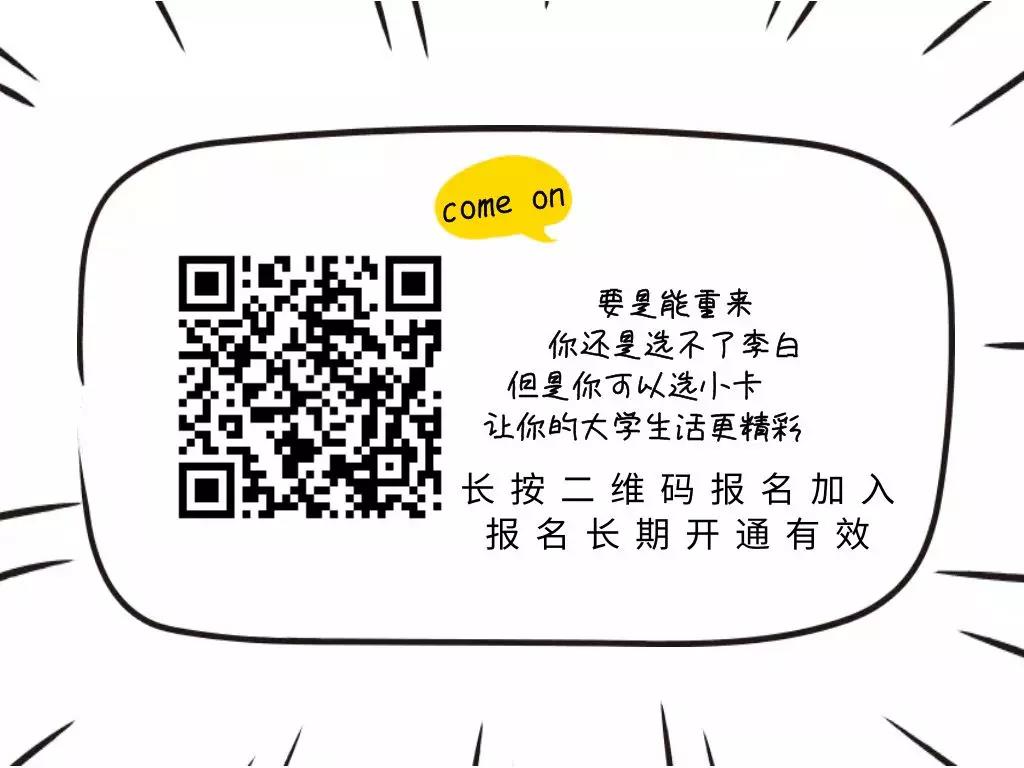 come on
要是能重来
你还是选不了李白
但是你可以选小卡
让你的大学生活更精彩
长按二维码报名加入
报名长期开通有效